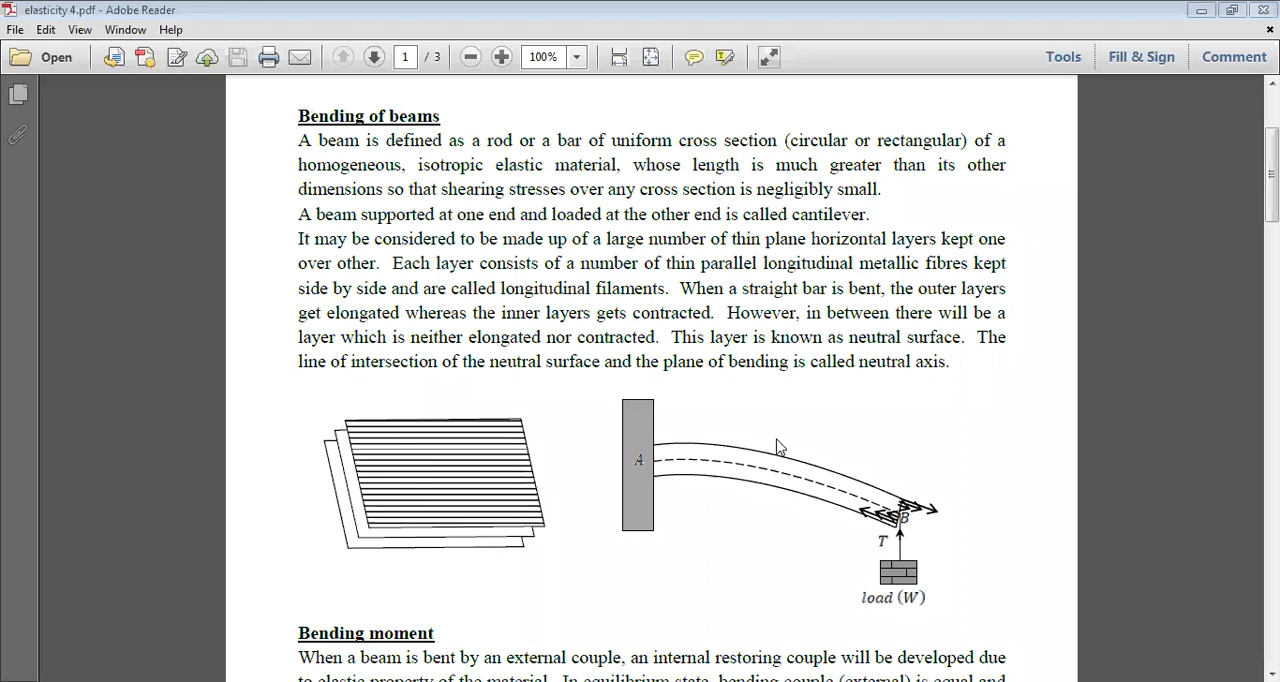 elasticity 4.pdf - Adobe Reader
File Edit View Window Help
Open 1 / 3 100% Tools Fill & Sign Comment
Bending of beams
A beam is defined as a rod or a bar of uniform cross section (circular or rectangular) of a
homogeneous, isotropic elastic material, whose length is much greater than its other
dimensions so that shearing stresses over any cross section is negligibly small.
A beam supported at one end and loaded at the other end is called cantilever.
It may be considered to be made up of a large number of thin plane horizontal layers kept one
over other. Each layer consists of a number of thin parallel longitudinal metallic fibres kept
side by side and are called longitudinal filaments. When a straight bar is bent, the outer layers
get elongated whereas the inner layers gets contracted. However, in between there will be a
layer which is neither elongated nor contracted. This layer is known as neutral surface. The
line of intersection of the neutral surface and the plane of bending is called neutral axis.
A
B
T
load (W)
Bending moment
When a beam is bent by an external couple, an internal restoring couple will be developed due
to elastic property of the material. In equilibrium state, bending couple (external) is equal and